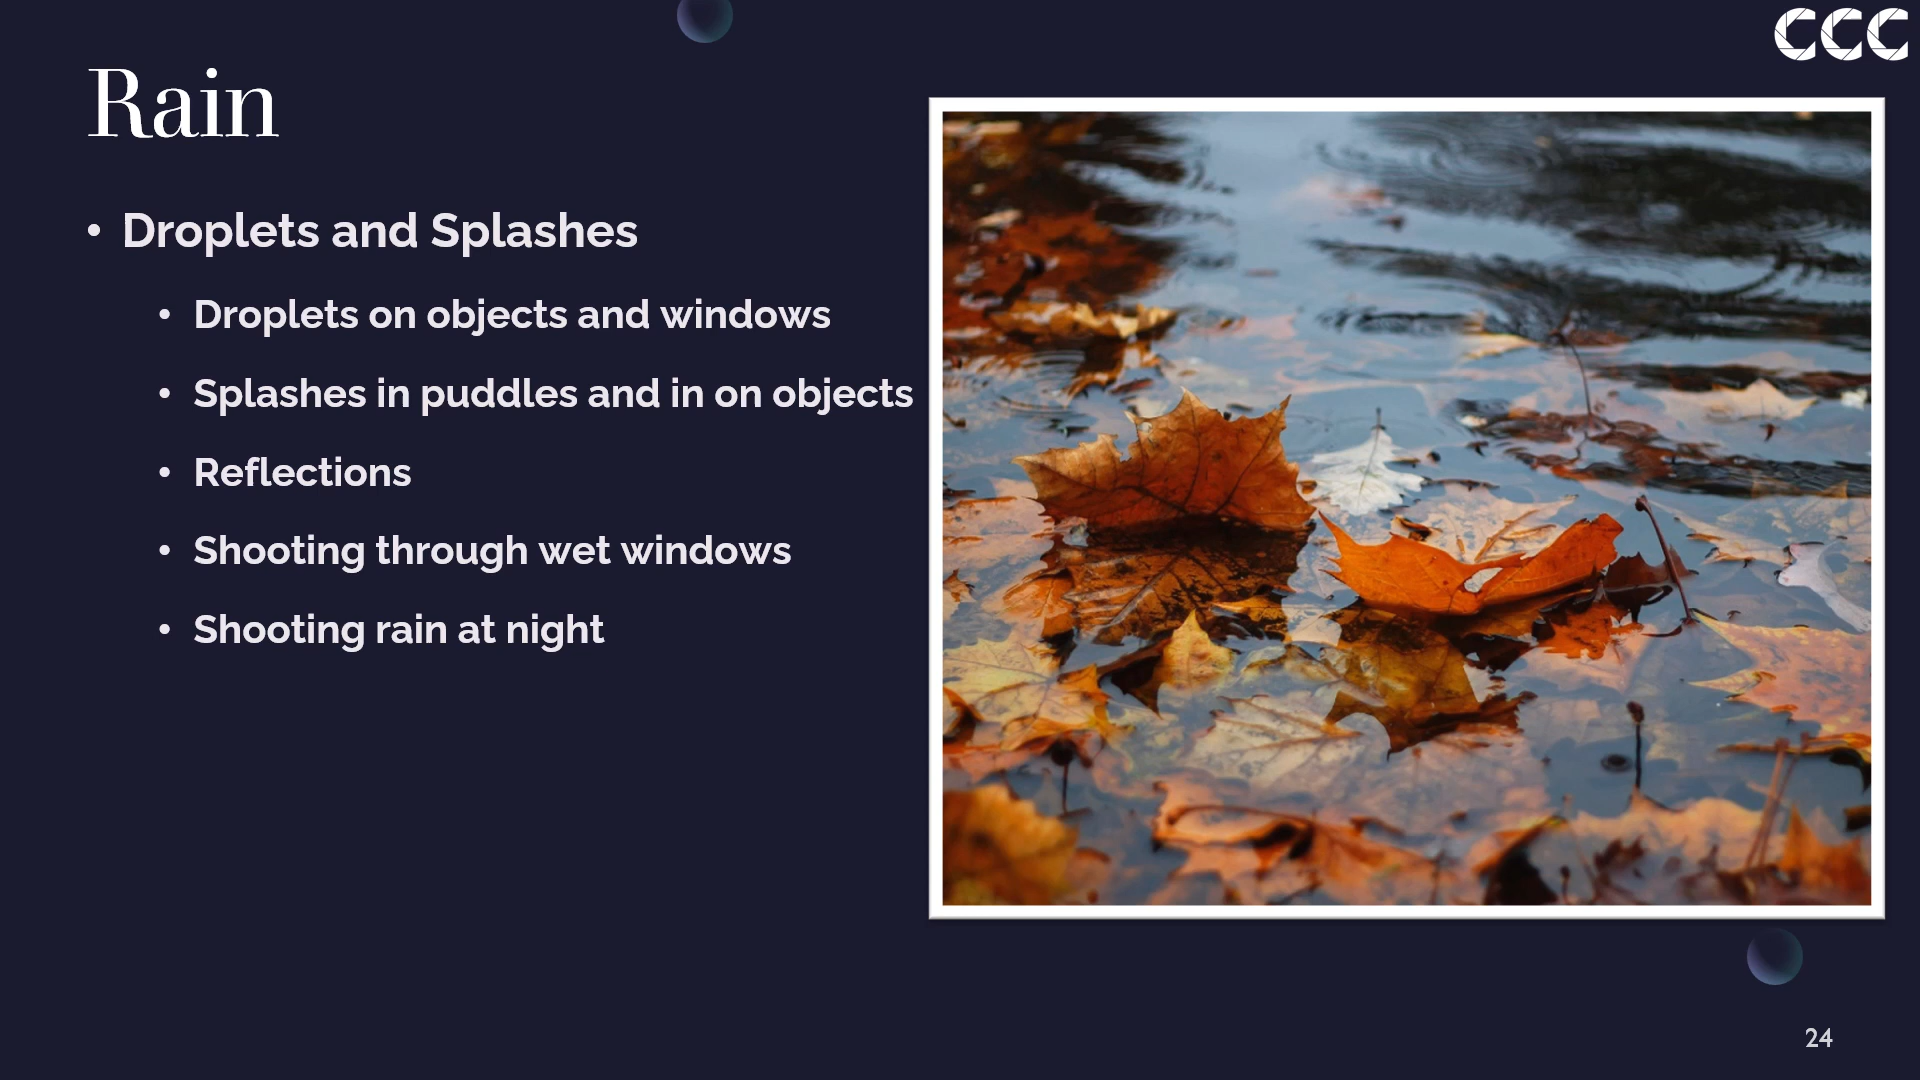 CCC
Rain
• Droplets and Splashes
• Droplets on objects and windows
• Splashes in puddles and in on objects
• Reflections
• Shooting through wet windows
• Shooting rain at night
24